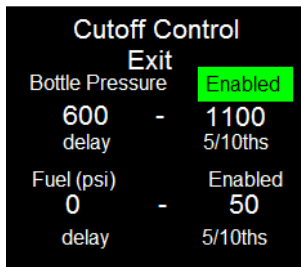 Cutoff Control
Exit
Bottle Pressure Enabled
600 - 1100
delay 5/10ths
Fuel (psi) Enabled
0 - 50
delay 5/10ths